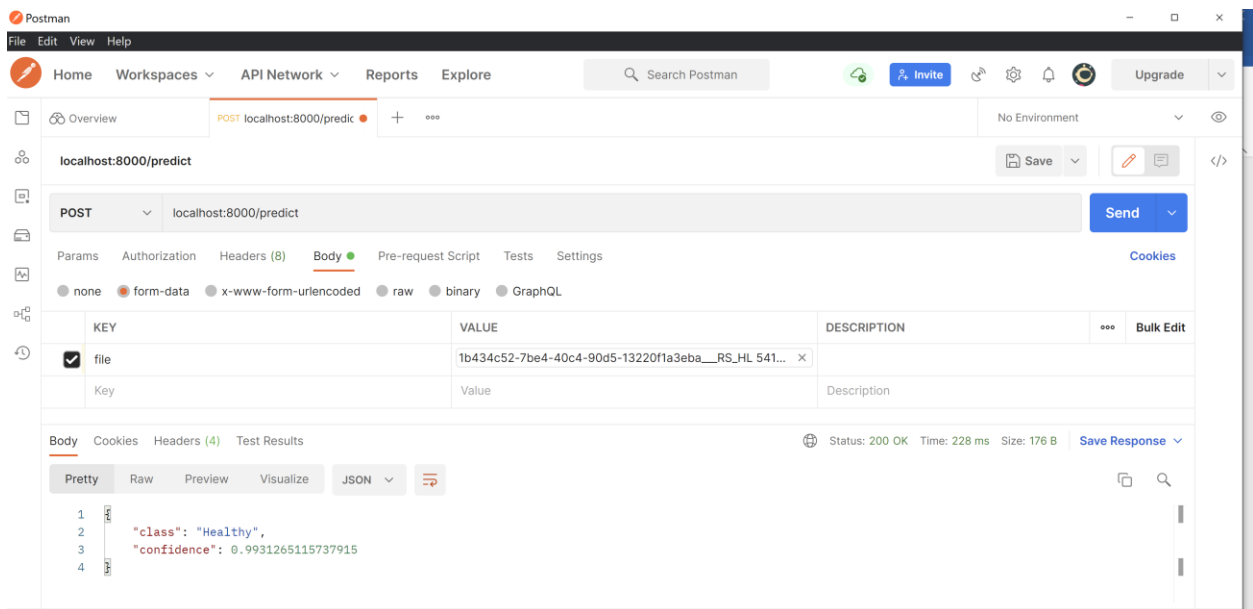 Postman
File Edit View Help
Home Workspaces API Network Reports Explore Search Postman Invite Upgrade
Overview POST localhost:8000/predic No Environment
localhost:8000/predict Save
POST localhost:8000/predict Send
Params Authorization Headers (8) Body Pre-request Script Tests Settings Cookies
none form-data x-www-form-urlencoded raw binary GraphQL
KEY VALUE DESCRIPTION Bulk Edit
file 1b434c52-7be4-40c4-90d5-13220f1a3eba___RS_HL 541...
Key Value Description
Body Cookies Headers (4) Test Results Status: 200 OK Time: 228 ms Size: 176 B Save Response
Pretty Raw Preview Visualize JSON
1 {
2 "class": "Healthy",
3 "confidence": 0.9931265115737915
4 }